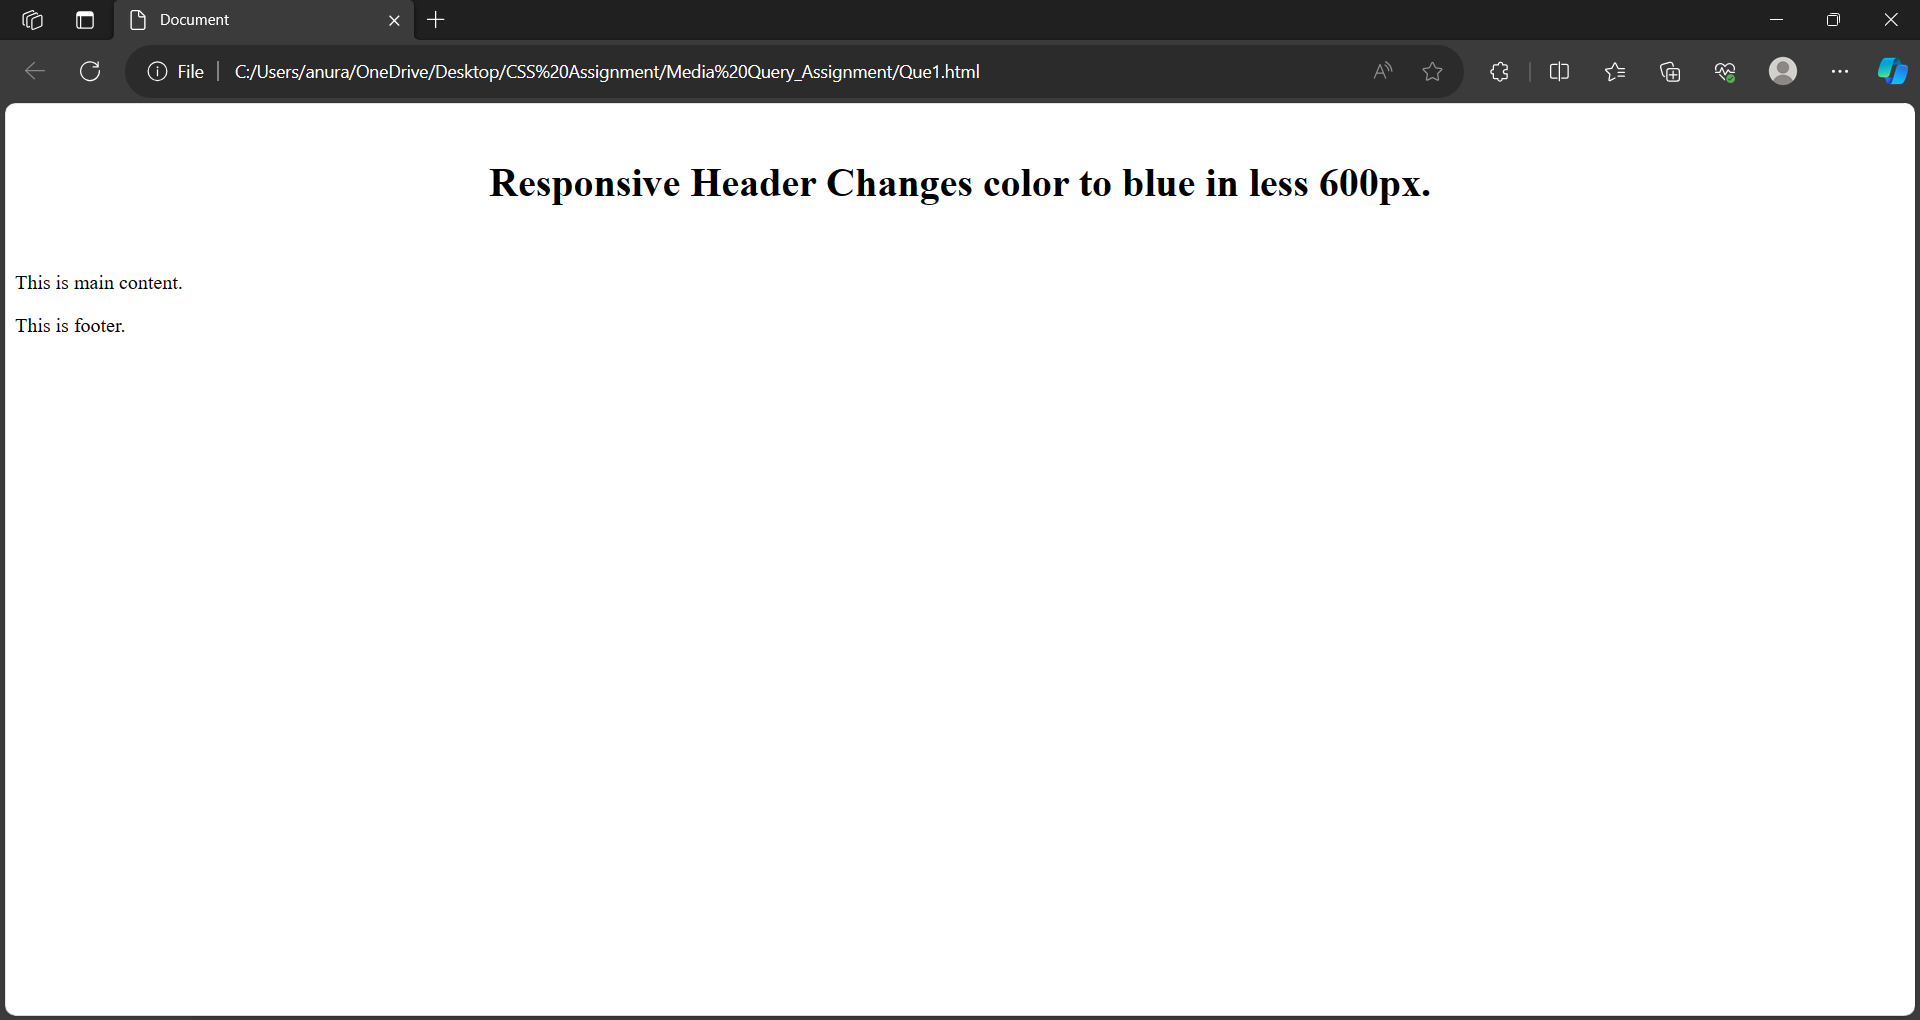 Document
File
C:/Users/anura/OneDrive/Desktop/CSS%20Assignment/Media%20Query_Assignment/Que1.html
Responsive Header Changes color to blue in less 600px.
This is main content.
This is footer.